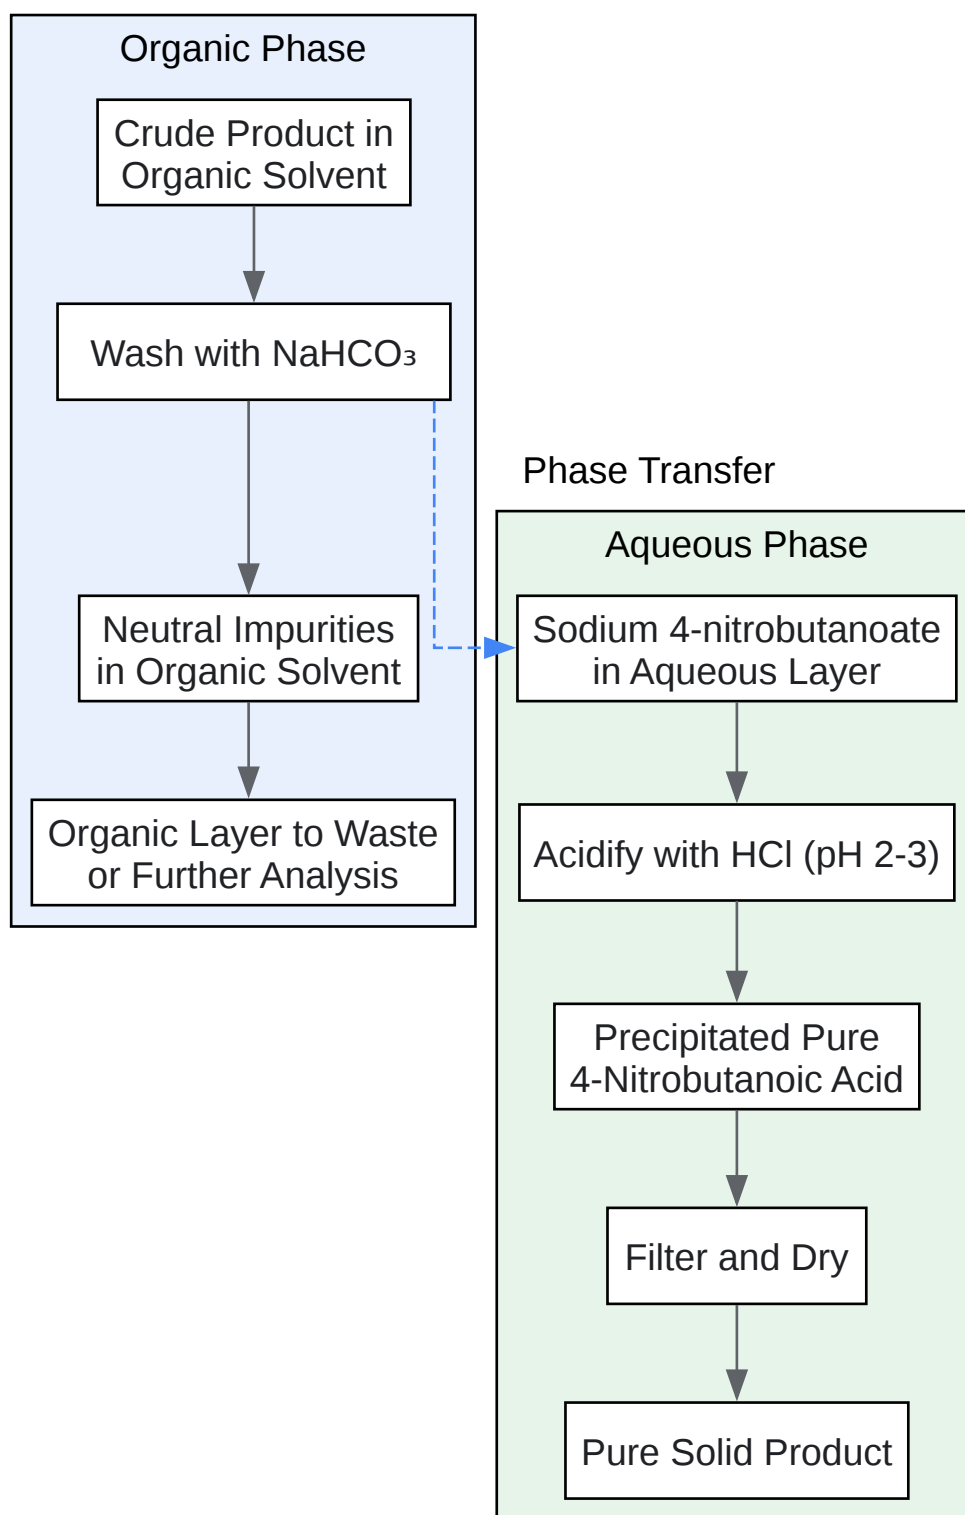 Organic Phase
Crude Product in
Organic Solvent
Wash with NaHCO₃
Neutral Impurities
in Organic Solvent
Organic Layer to Waste
or Further Analysis
Phase Transfer
Aqueous Phase
Sodium 4-nitrobutanoate
in Aqueous Layer
Acidify with HCl (pH 2-3)
Precipitated Pure
4-Nitrobutanoic Acid
Filter and Dry
Pure Solid Product